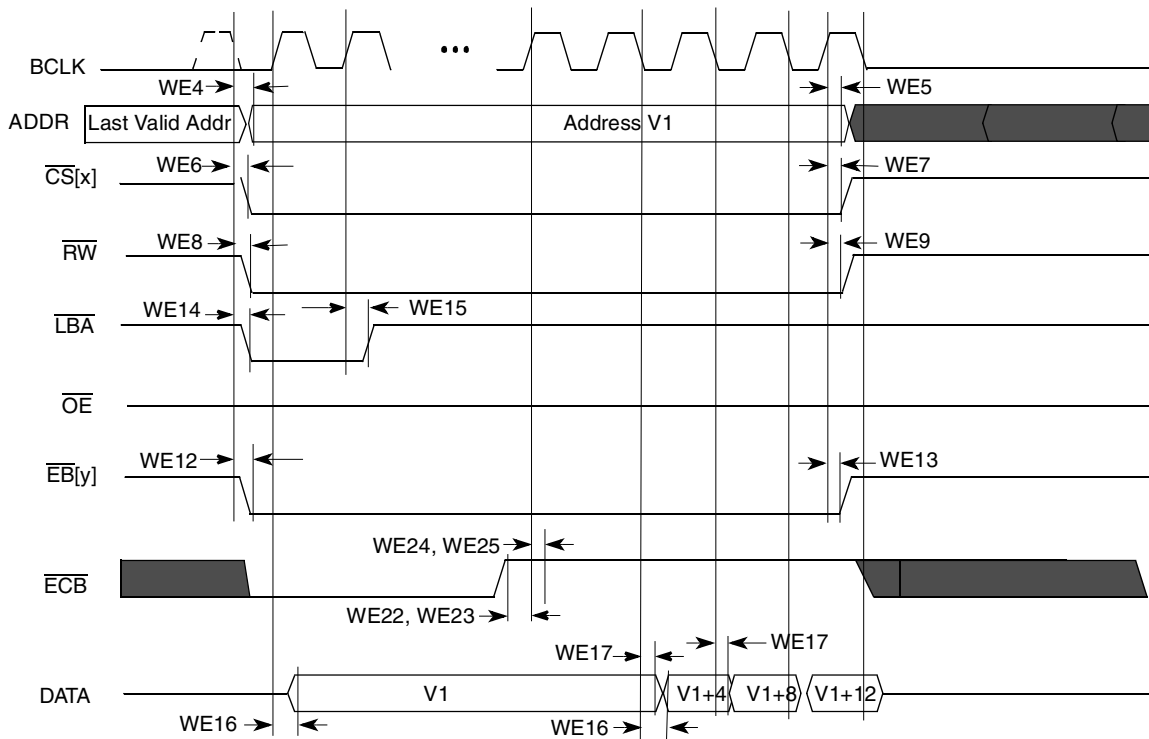 BCLK
•••
WE4
WE5
ADDR
Last Valid Addr
Address V1
WE6
WE7
CS[x]
WE8
WE9
RW
WE14
WE15
LBA
OE
WE12
WE13
EB[y]
WE24, WE25
ECB
WE22, WE23
WE17
WE17
DATA
V1
V1+4
V1+8
V1+12
WE16
WE16